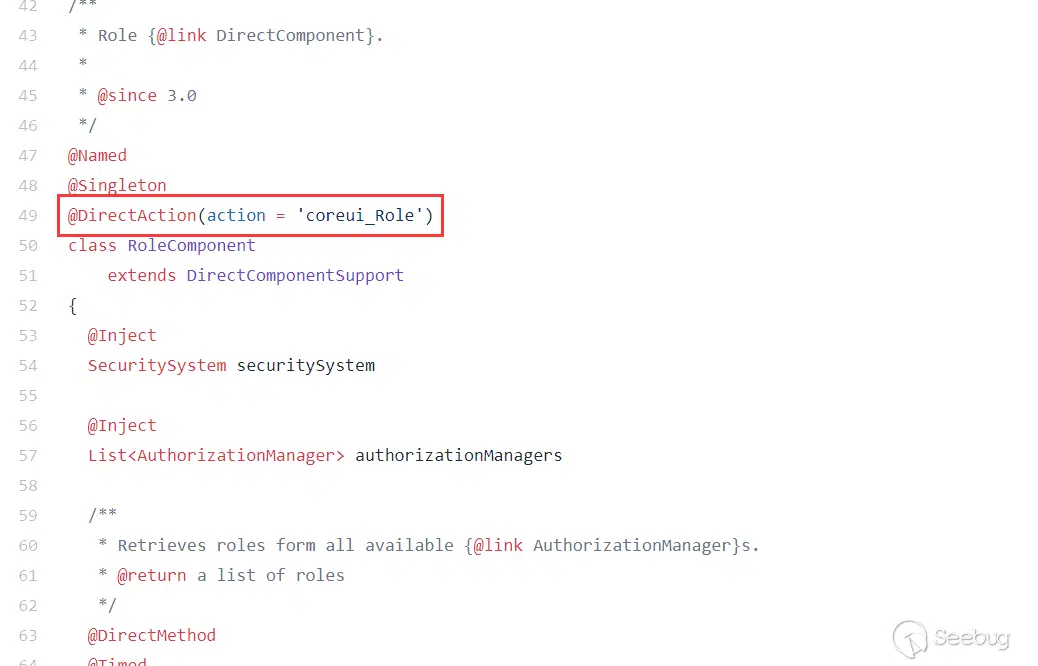 42 /**
43 * Role {@link DirectComponent}.
44 *
45 * @since 3.0
46 */
47 @Named
48 @Singleton
49 @DirectAction(action = 'coreui_Role')
50 class RoleComponent
51 extends DirectComponentSupport
52 {
53 @Inject
54 SecuritySystem securitySystem
55
56 @Inject
57 List<AuthorizationManager> authorizationManagers
58
59 /**
60 * Retrieves roles form all available {@link AuthorizationManager}s.
61 * @return a list of roles
62 */
63 @DirectMethod
64 @Timed
Seebug